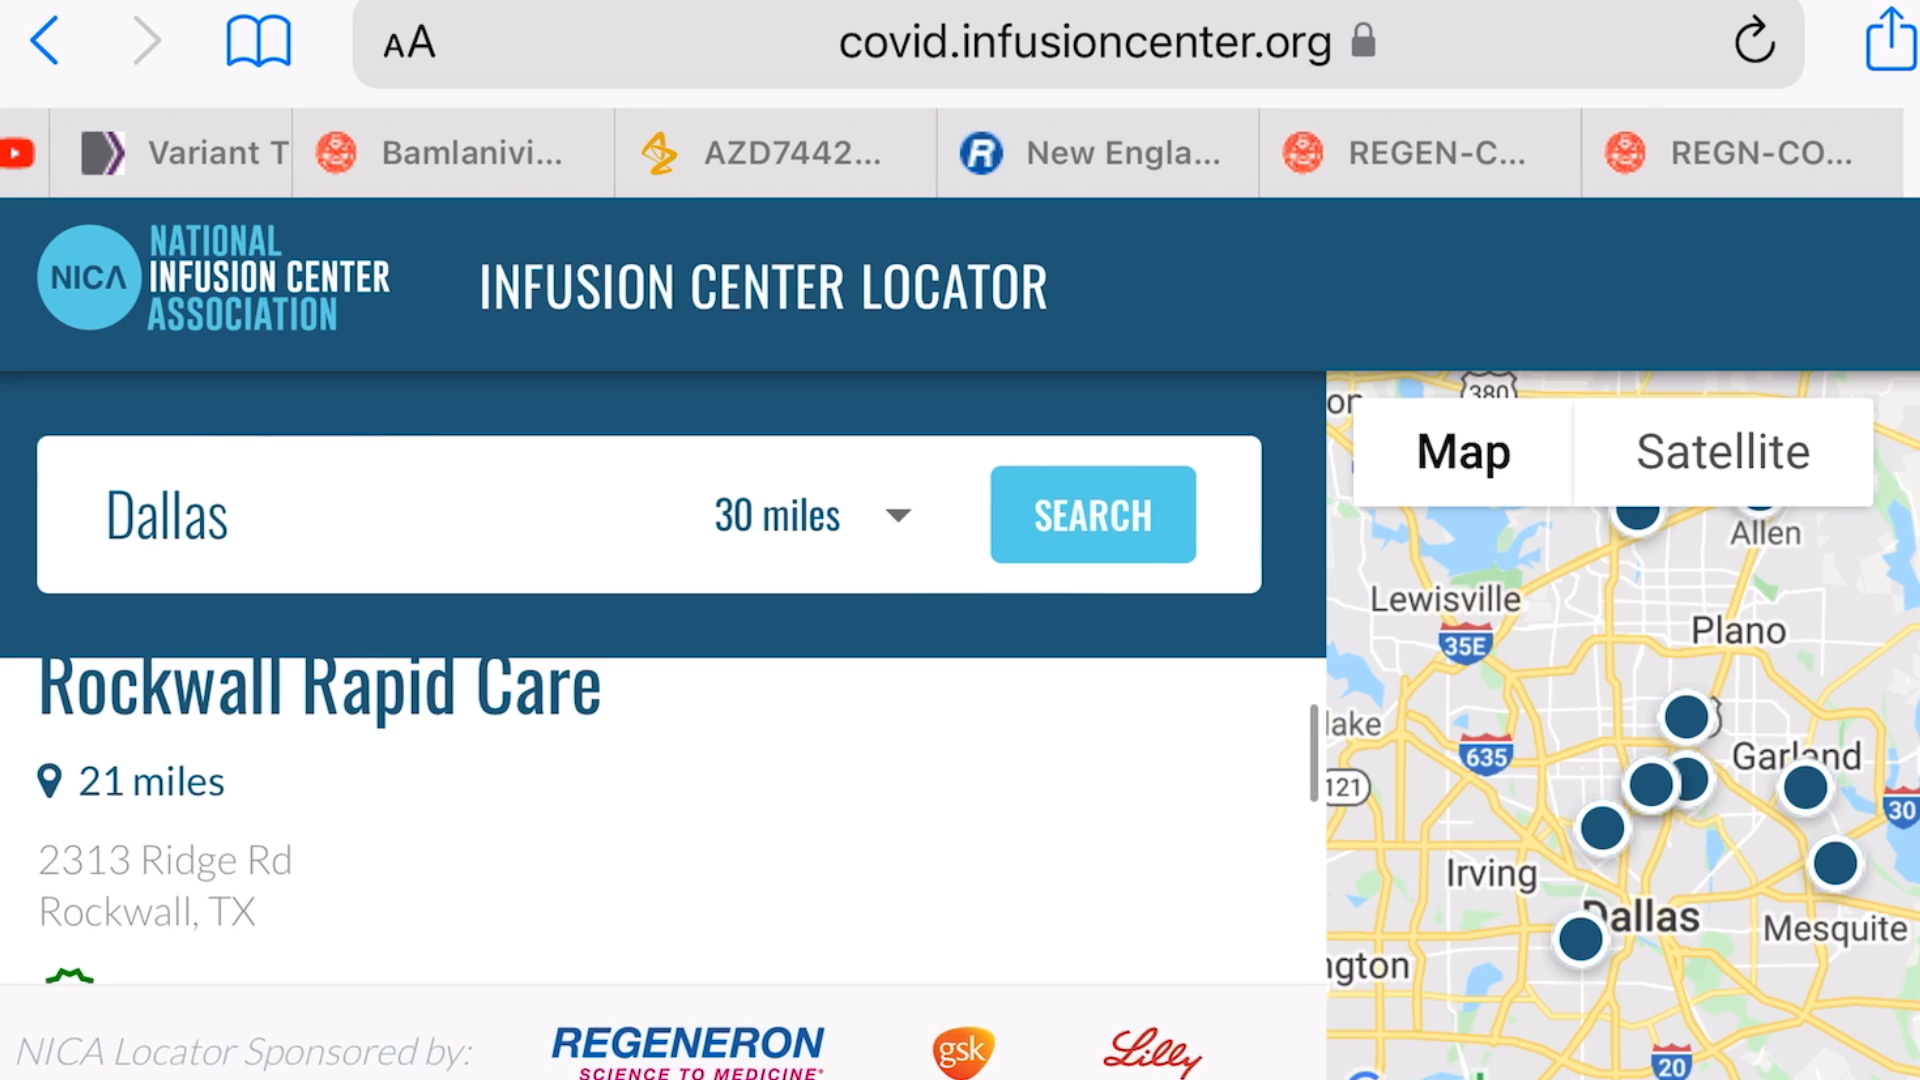 AA
covid.infusioncenter.org
Variant T
Bamlanivi...
AZD7442...
R
New Engla...
REGEN-C...
REGN-CO...
NICA
NATIONAL
INFUSION CENTER
ASSOCIATION
INFUSION CENTER LOCATOR
Dallas
30 miles
SEARCH
Rockwall Rapid Care
21 miles
2313 Ridge Rd
Rockwall, TX
NICA Locator Sponsored by:
REGENERON
SCIENCE TO MEDICINE®
gsk
Lilly
on
380
Map
Satellite
Allen
Lewisville
35E
Plano
lake
635
Garland
121
30
Irving
Dallas
Mesquite
ngton
20